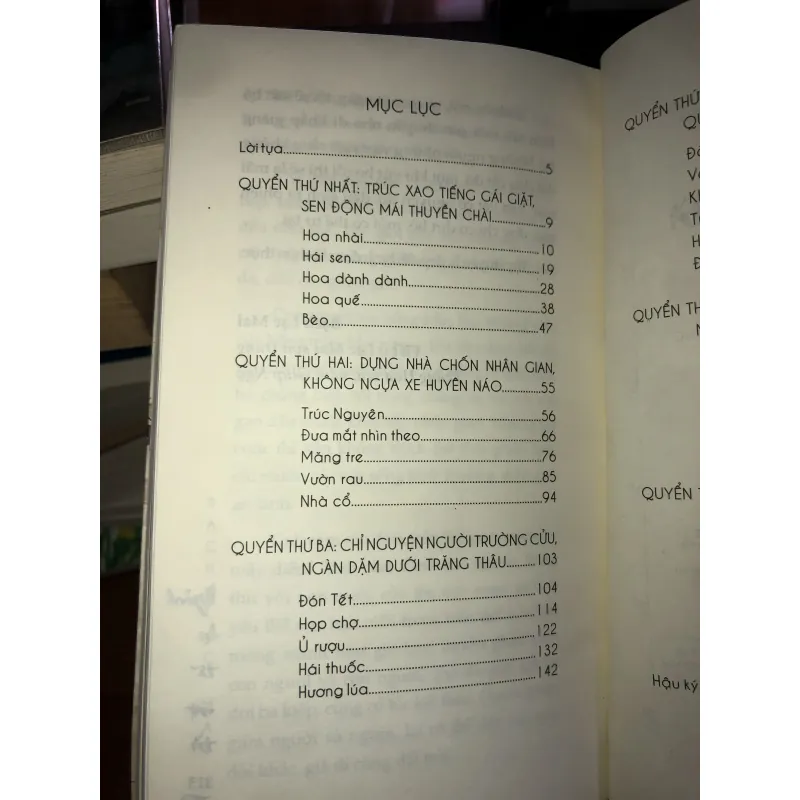 MỤC LỤC
Lời tựa..........5
QUYỂN THỨ NHẤT: TRÚC XAO TIẾNG GÁI GIẶT,
SEN ĐỘNG MÁI THUYỀN CHÀI..........9
Hoa nhài..........10
Hái sen..........19
Hoa dành dành..........28
Hoa quế..........38
Bèo..........47
QUYỂN THỨ HAI: DỰNG NHÀ CHỐN NHÂN GIAN,
KHÔNG NGỰA XE HUYÊN NÁO..........55
Trúc Nguyên..........56
Đưa mắt nhìn theo..........66
Măng tre..........76
Vườn rau..........85
Nhà cổ..........94
QUYỂN THỨ BA: CHỈ NGUYỆN NGƯỜI TRƯỜNG CỬU,
NGÀN DẶM DƯỚI TRĂNG THÂU..........103
Đón Tết..........104
Họp chợ..........114
Ủ rượu..........122
Hái thuốc..........132
Hương lúa..........142
QUYỂN THỨ
QUYỂN TH
QUYỂN T
Hậu ký